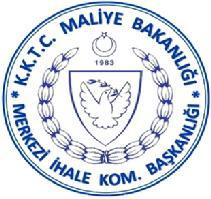 * K.K.T.C. MALİYE BAKANLIĞI *
1983
MERKEZİ İHALE KOM. BAŞKANLIĞI